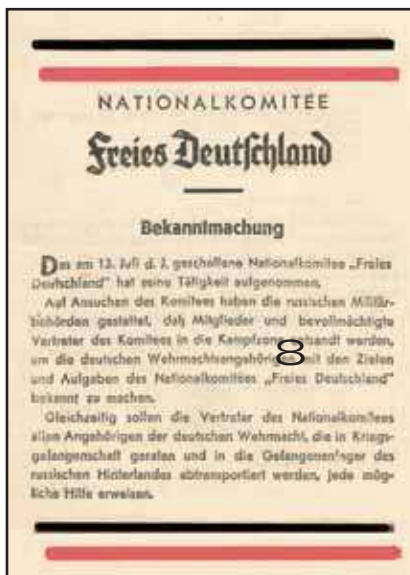 NATIONALKOMITEE
Freies Deutſchland
Bekanntmachung
Das am 13. Juli d. J. geschaffene Nationalkomitee „Freies
Deutschland" hat seine Tätigkeit aufgenommen.
Auf Ansuchen des Komitees haben die russischen Militär-
behörden gestattet, daß Mitglieder und bevollmächtigte
Vertreter des Komitees in die werden,
um die deutschen mit den Zielen
und Aufgaben des Nationalkomitees „Freies Deutschland"
bekannt zu machen.
Gleichzeitig sollen die Vertreter des Nationalkomitees
allen Angehörigen der deutschen Wehrmacht, die in Kriegs-
gefangenschaft geraten und in die Gefangenenlager des
russischen Hinterlandes abtransportiert werden, jede mög-
liche Hilfe erweisen.
8